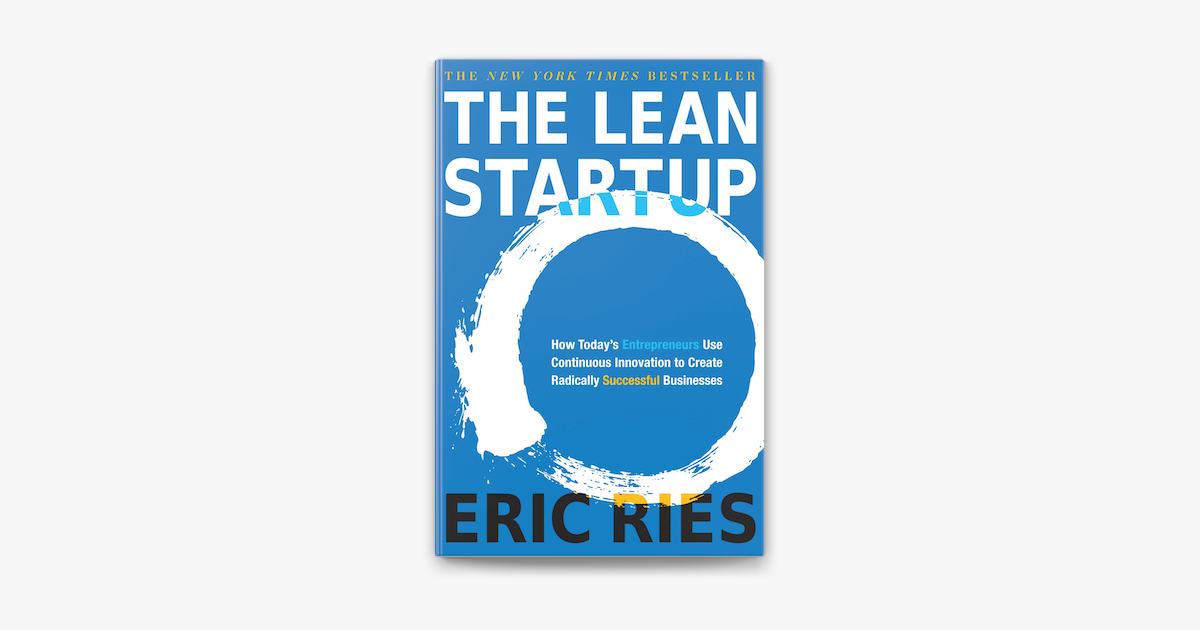 THE NEW YORK TIMES BESTSELLER
THE LEAN
STARTUP
How Today's Entrepreneurs Use
Continuous Innovation to Create
Radically Successful Businesses
ERIC RIES